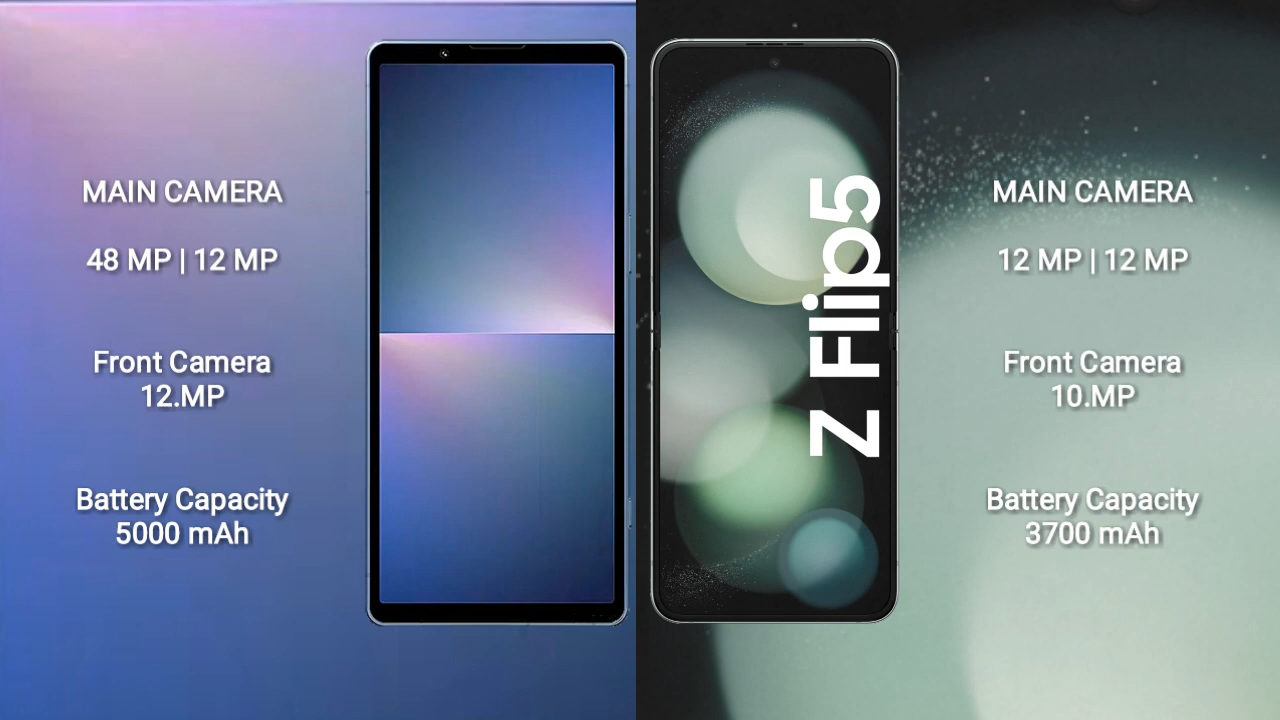 MAIN CAMERA
48 MP | 12 MP
Front Camera
12.MP
Battery Capacity
5000 mAh
Z Flip5
MAIN CAMERA
12 MP | 12 MP
Front Camera
10.MP
Battery Capacity
3700 mAh